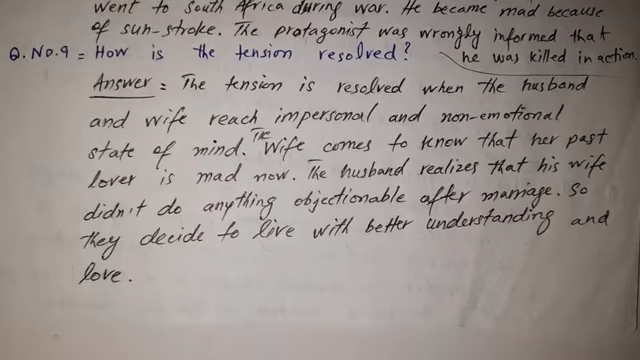 went to South Africa during war. He became mad because
of sun-stroke. The protagonist was wrongly informed that
he was killed in action.
Q. No. 9 = How is the tension resolved?
Answer = The tension is resolved when the husband
and wife reach impersonal and non-emotional
state of mind. The Wife comes to know that her past
lover is mad now. The husband realizes that his wife
didn't do anything objectionable after marriage. So
they decide to live with better understanding and
love.